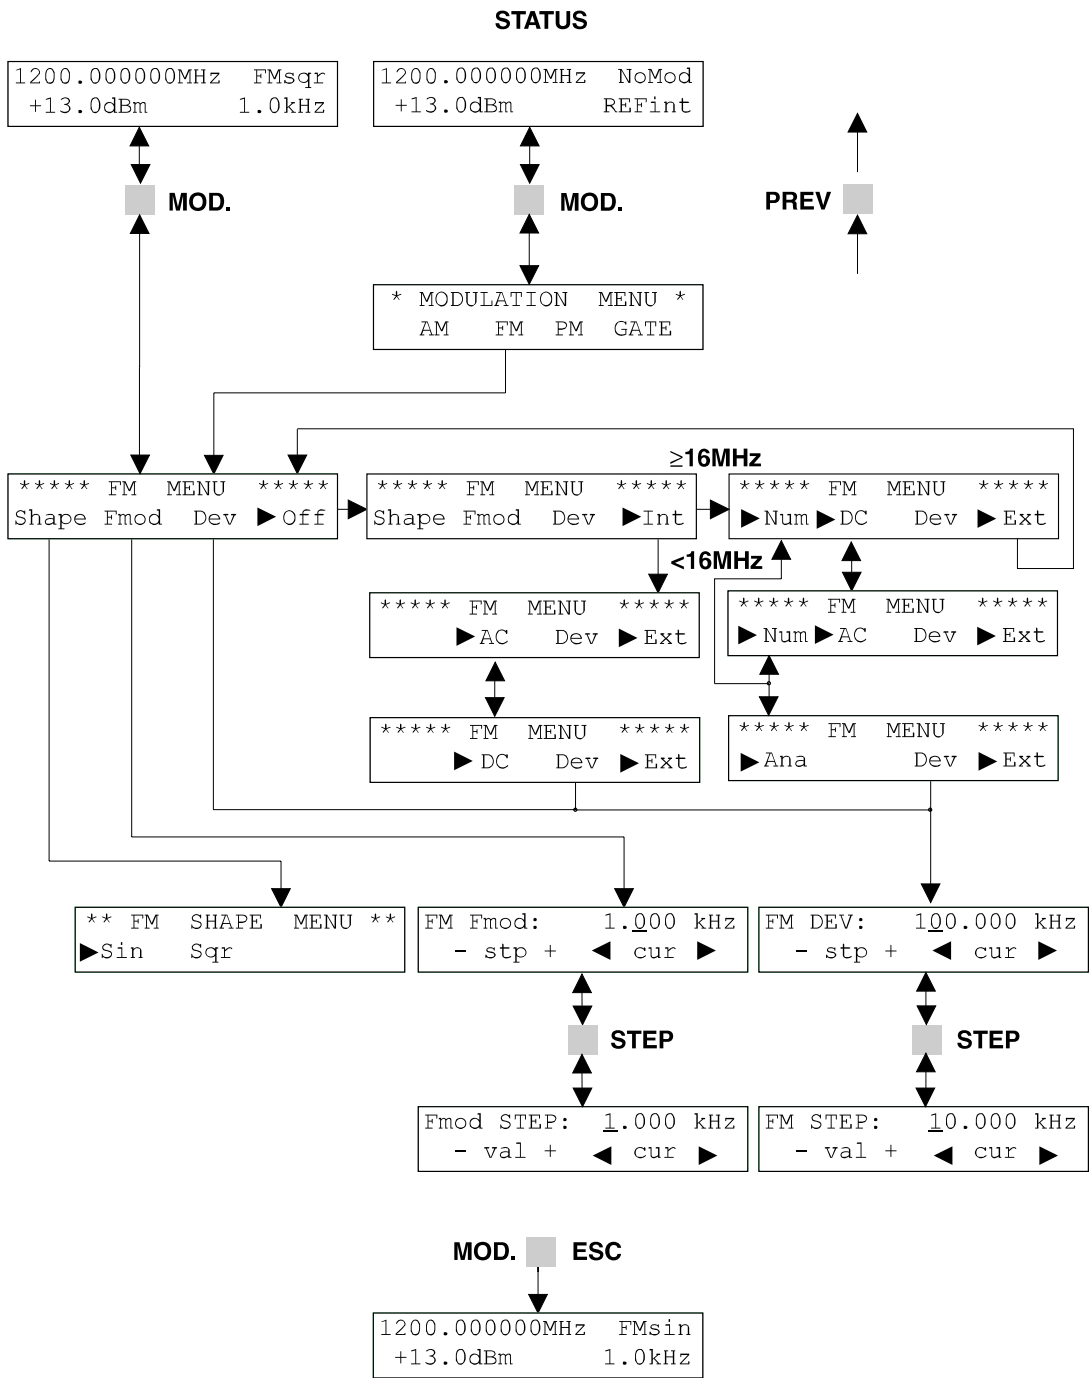 STATUS
1200.000000MHz FMsqr
+13.0dBm 1.0kHz
1200.000000MHz NoMod
+13.0dBm REFint
MOD.
MOD.
PREV
* MODULATION MENU *
AM FM PM GATE
≥16MHz
***** FM MENU *****
Shape Fmod Dev ▶Off
***** FM MENU *****
Shape Fmod Dev ▶Int
***** FM MENU *****
▶Num ▶DC Dev ▶Ext
<16MHz
***** FM MENU *****
▶AC Dev ▶Ext
***** FM MENU *****
▶Num ▶AC Dev ▶Ext
***** FM MENU *****
▶DC Dev ▶Ext
***** FM MENU *****
▶Ana Dev ▶Ext
** FM SHAPE MENU **
▶Sin Sqr
FM Fmod: 1.000 kHz
- stp + ◀ cur ▶
FM DEV: 100.000 kHz
- stp + ◀ cur ▶
STEP
STEP
Fmod STEP: 1.000 kHz
- val + ◀ cur ▶
FM STEP: 10.000 kHz
- val + ◀ cur ▶
MOD. ESC
1200.000000MHz FMsin
+13.0dBm 1.0kHz